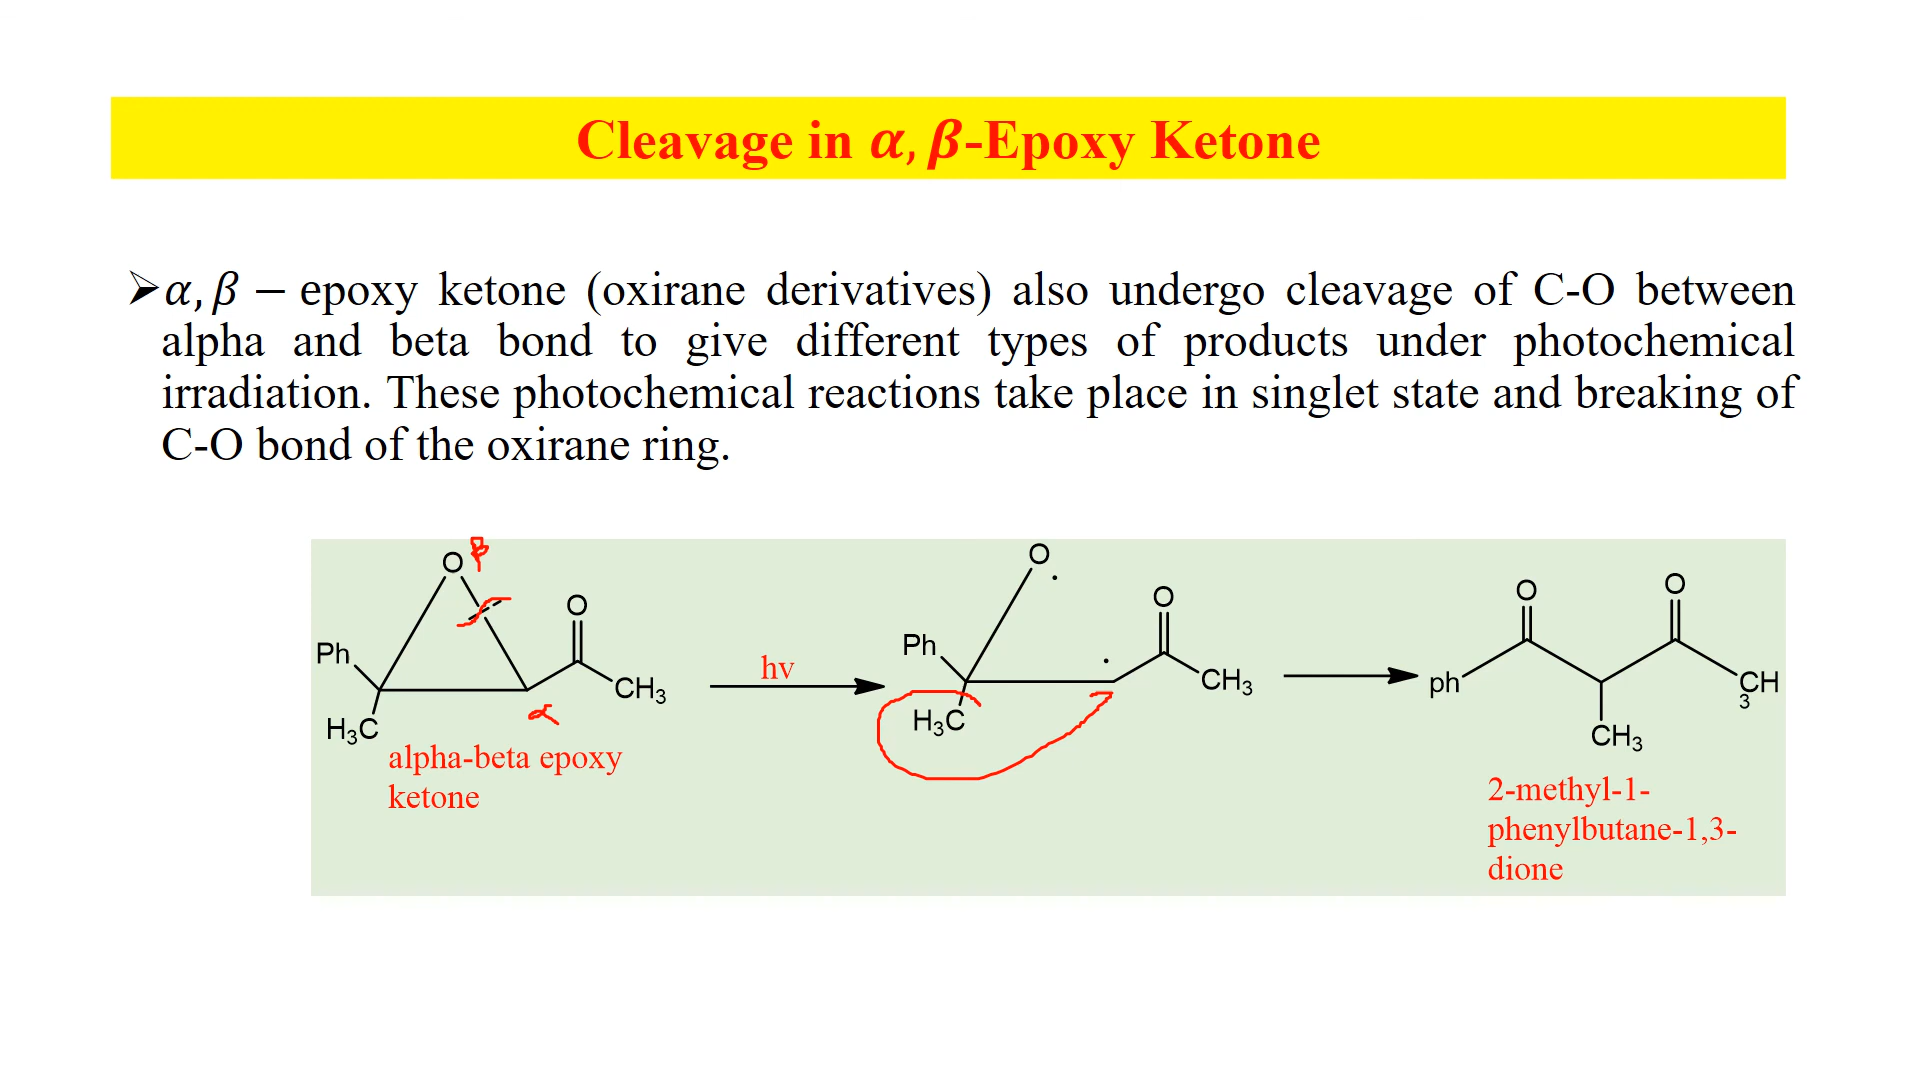 Cleavage in α, β-Epoxy Ketone
➢α, β − epoxy ketone (oxirane derivatives) also undergo cleavage of C-O between
alpha and beta bond to give different types of products under photochemical
irradiation. These photochemical reactions take place in singlet state and breaking of
C-O bond of the oxirane ring.
O β
O
Ph
CH₃
H₃C
α
alpha-beta epoxy
ketone
hv
O
O
Ph
CH₃
H₃C
O
O
ph
CH
3
CH₃
2-methyl-1-
phenylbutane-1,3-
dione